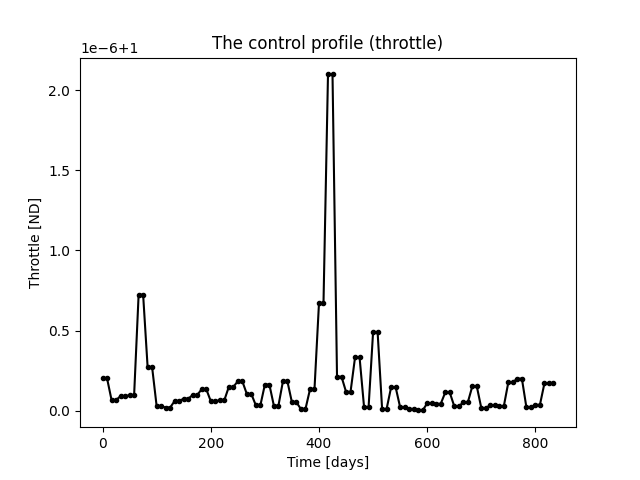 The control profile (throttle)
1e−6+1
2.0
1.5
1.0
0.5
0.0
Throttle [ND]
0 200 400 600 800
Time [days]